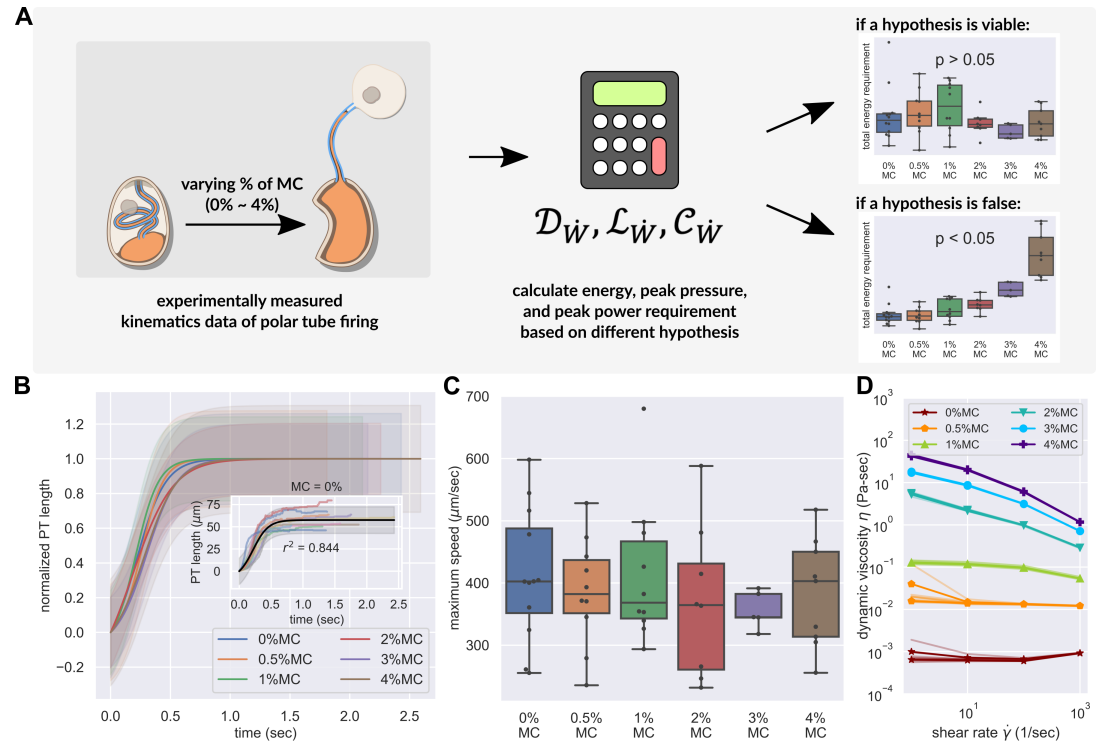 A
varying % of MC
(0% ~ 4%)
experimentally measured
kinematics data of polar tube firing
𝒟_Ẇ, ℒ_Ẇ, 𝒞_Ẇ
calculate energy, peak pressure,
and peak power requirement
based on different hypothesis
if a hypothesis is viable:
total energy requirement
p > 0.05
0% MC
0.5% MC
1% MC
2% MC
3% MC
4% MC
if a hypothesis is false:
total energy requirement
p < 0.05
0% MC
0.5% MC
1% MC
2% MC
3% MC
4% MC
B
normalized PT length
1.2
1.0
0.8
0.6
0.4
0.2
0.0
−0.2
0.0
0.5
1.0
1.5
2.0
2.5
time (sec)
MC = 0%
PT length (μm)
75
50
25
0
r² = 0.844
0.0
0.5
1.0
1.5
2.0
2.5
time (sec)
0%MC
0.5%MC
1%MC
2%MC
3%MC
4%MC
C
maximum speed (μm/sec)
700
600
500
400
300
0% MC
0.5% MC
1% MC
2% MC
3% MC
4% MC
D
dynamic viscosity η (Pa-sec)
10³
10²
10¹
10⁰
10⁻¹
10⁻²
10⁻³
10⁻⁴
0%MC
0.5%MC
1%MC
2%MC
3%MC
4%MC
10¹
10³
shear rate γ̇ (1/sec)